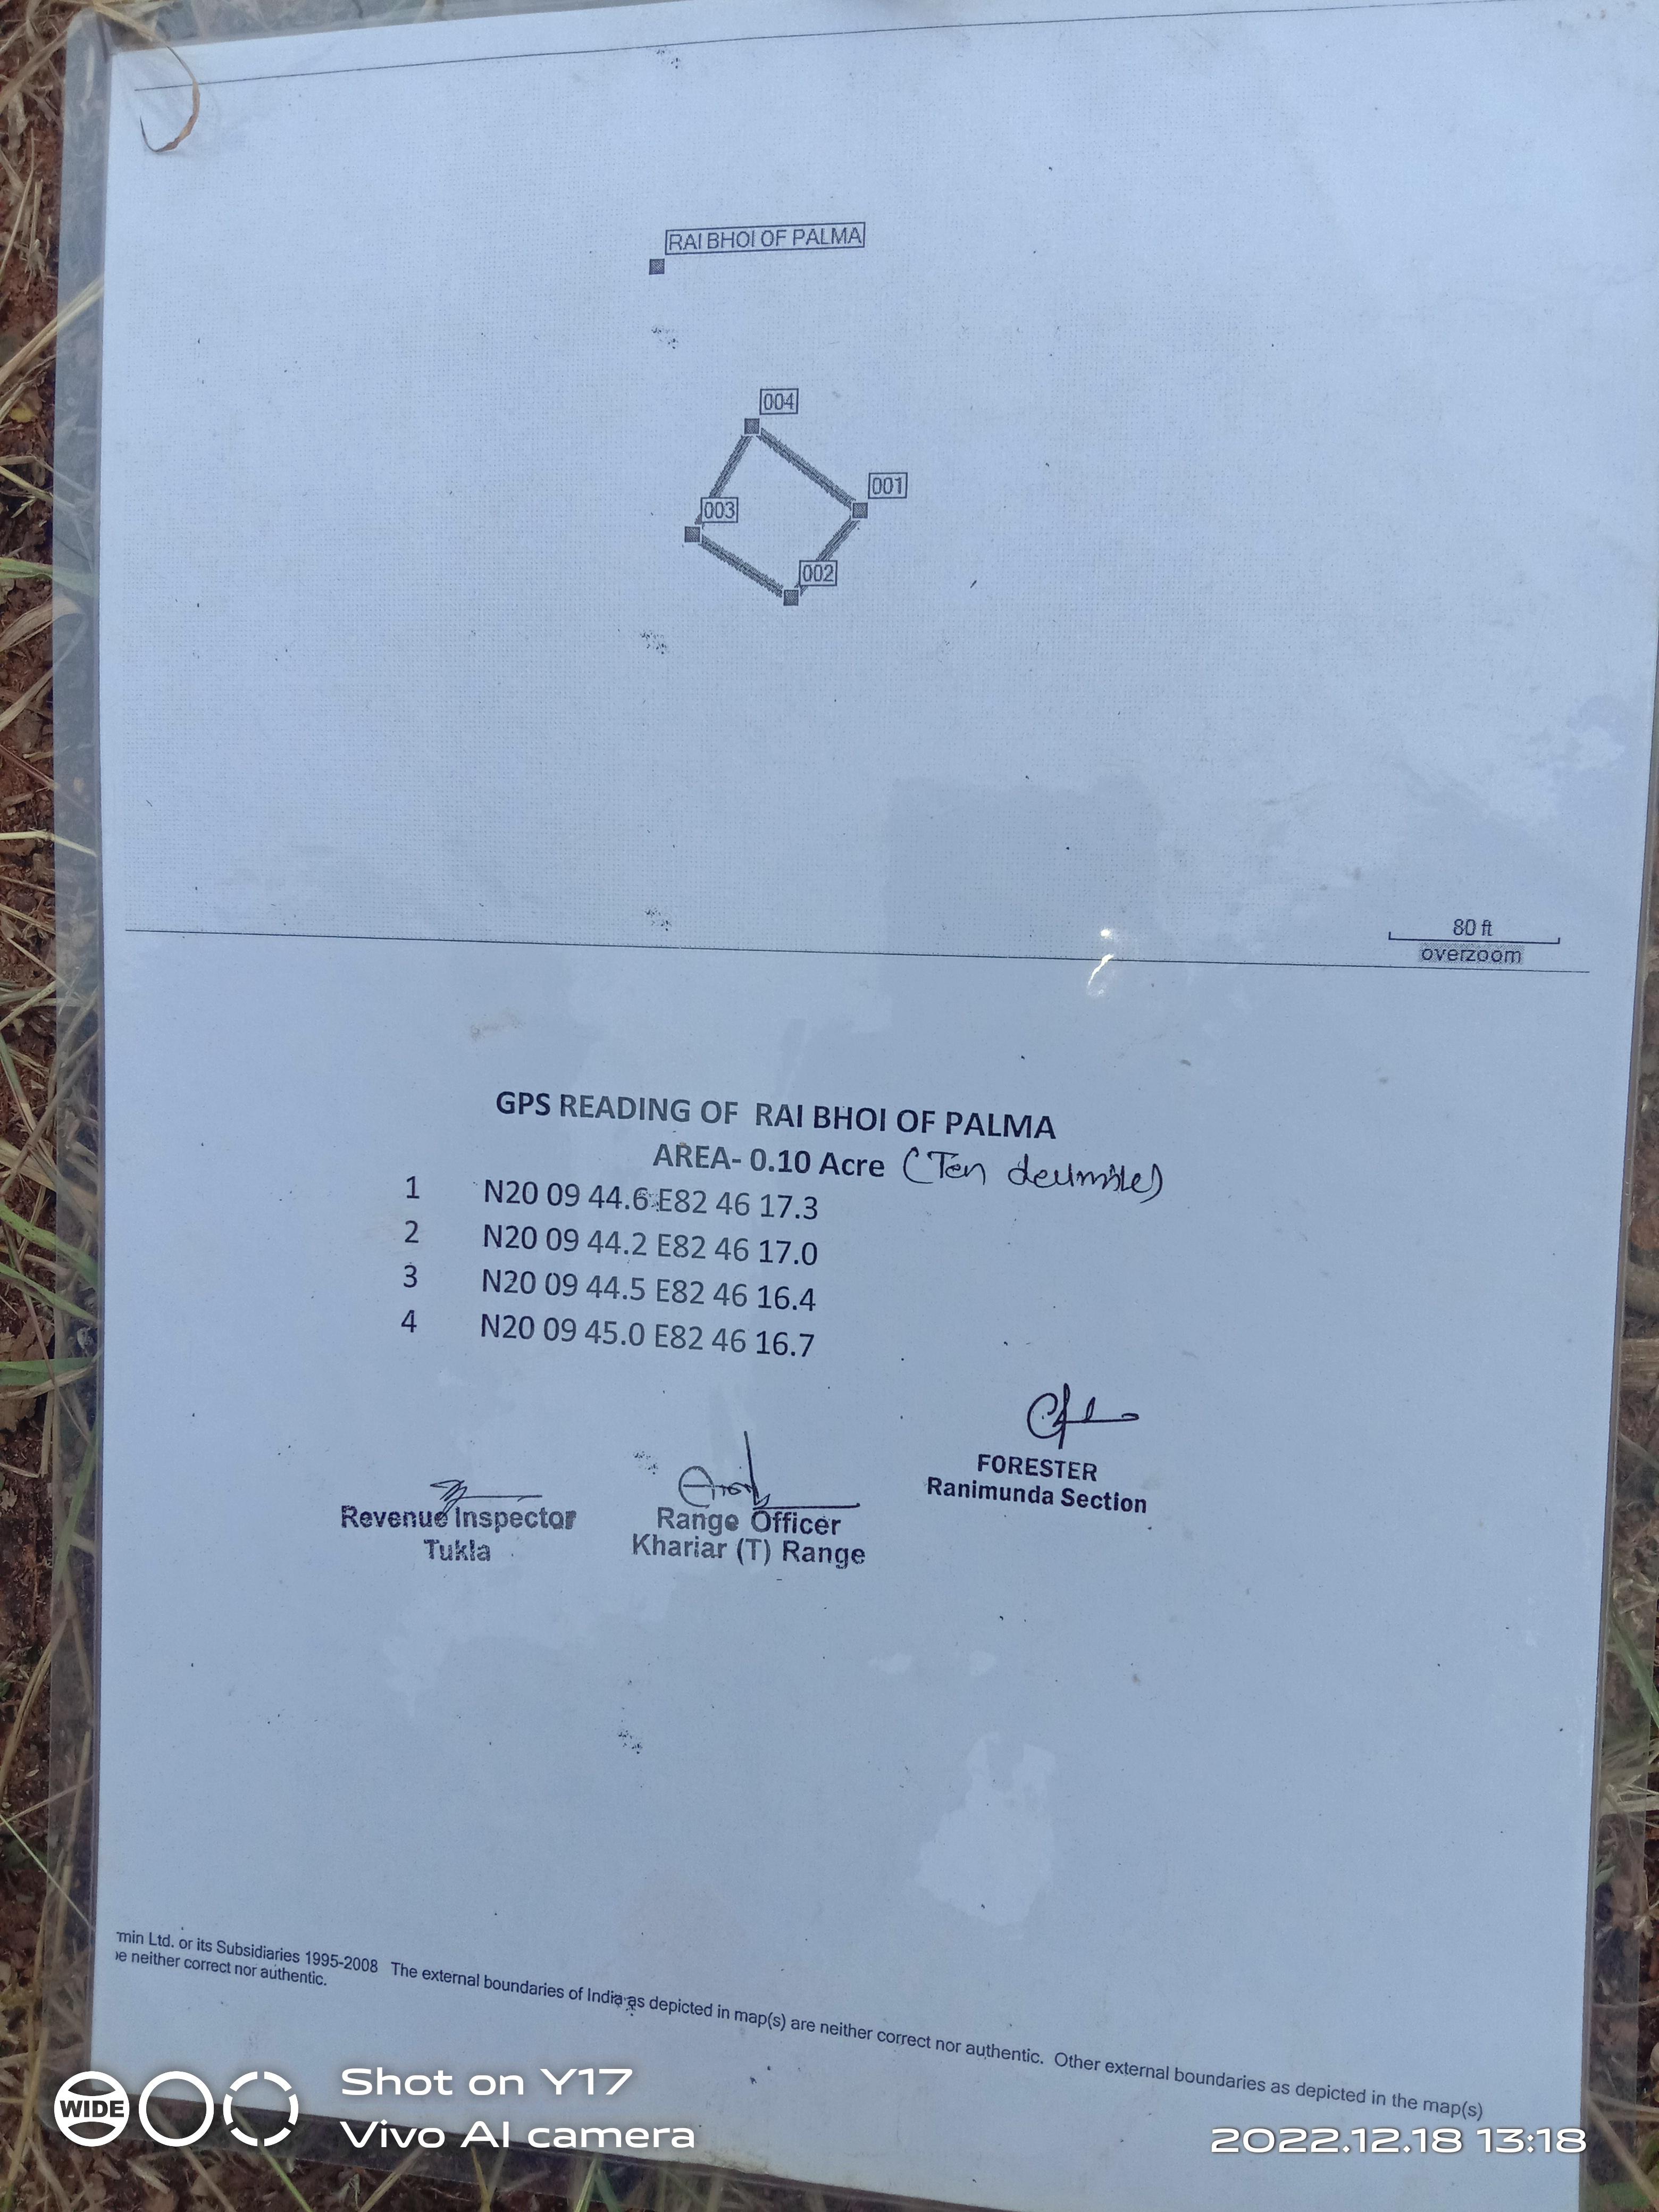 RAI BHOI OF PALMA
004
001
003
002
80 ft
overzoom
GPS READING OF RAI BHOI OF PALMA
AREA- 0.10 Acre (Ten decimile)
1 N20 09 44.6 E82 46 17.3
2 N20 09 44.2 E82 46 17.0
3 N20 09 44.5 E82 46 16.4
4 N20 09 45.0 E82 46 16.7
FORESTER
Ranimunda Section
Revenue Inspector
Tukla
Range Officer
Khariar (T) Range
min Ltd. or its Subsidiaries 1995-2008 The external boundaries of India as depicted in map(s) are neither correct nor authentic. Other external boundaries as depicted in the map(s)
e neither correct nor authentic.
WIDE
Shot on Y17
Vivo AI camera
2022.12.18 13:18